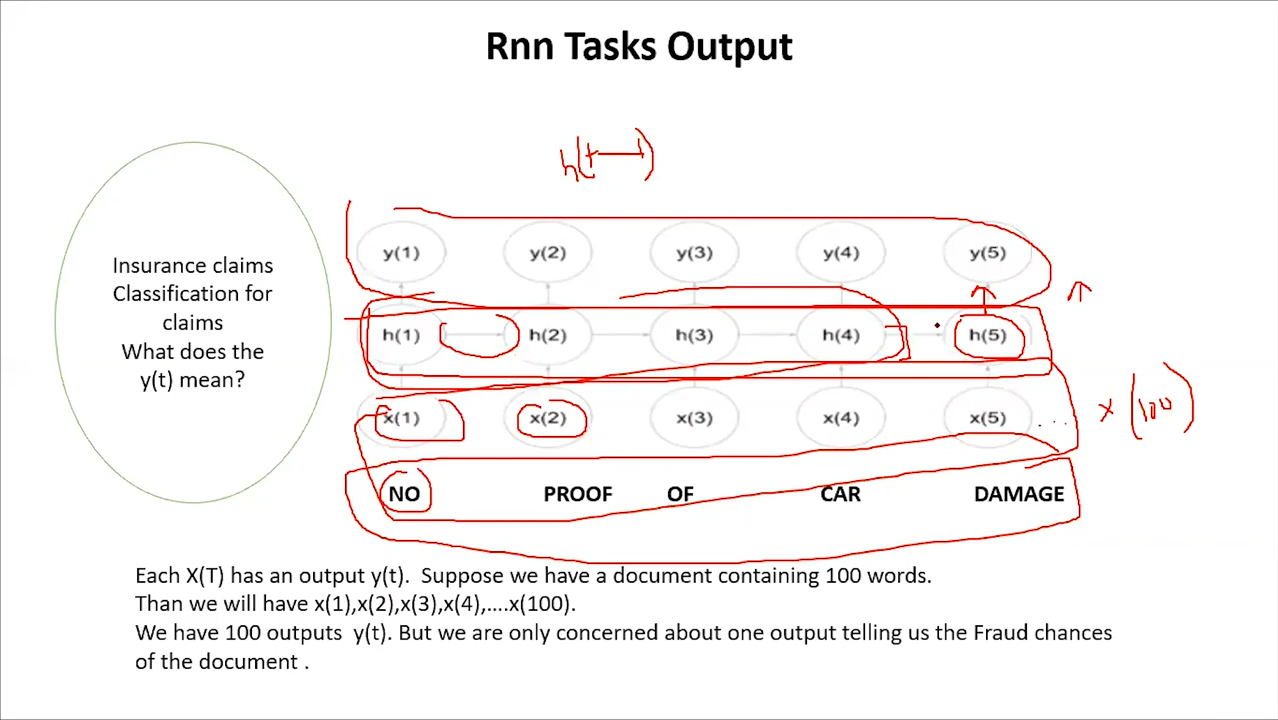 Rnn Tasks Output
h(t-1)
Insurance claims
Classification for
claims
What does the
y(t) mean?
y(1) y(2) y(3) y(4) y(5)
h(1) h(2) h(3) h(4) h(5)
x(1) x(2) x(3) x(4) x(5) ... x(100)
NO PROOF OF CAR DAMAGE
Each X(T) has an output y(t). Suppose we have a document containing 100 words.
Than we will have x(1),x(2),x(3),x(4),....x(100).
We have 100 outputs y(t). But we are only concerned about one output telling us the Fraud chances
of the document .